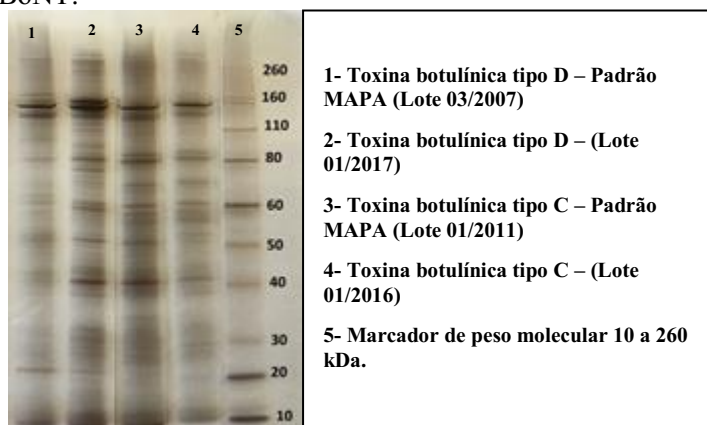 BoNT.
1 2 3 4 5
260
160
110
80
60
50
40
30
20
10
1- Toxina botulínica tipo D – Padrão
MAPA (Lote 03/2007)
2- Toxina botulínica tipo D – (Lote
01/2017)
3- Toxina botulínica tipo C – Padrão
MAPA (Lote 01/2011)
4- Toxina botulínica tipo C – (Lote
01/2016)
5- Marcador de peso molecular 10 a 260
kDa.